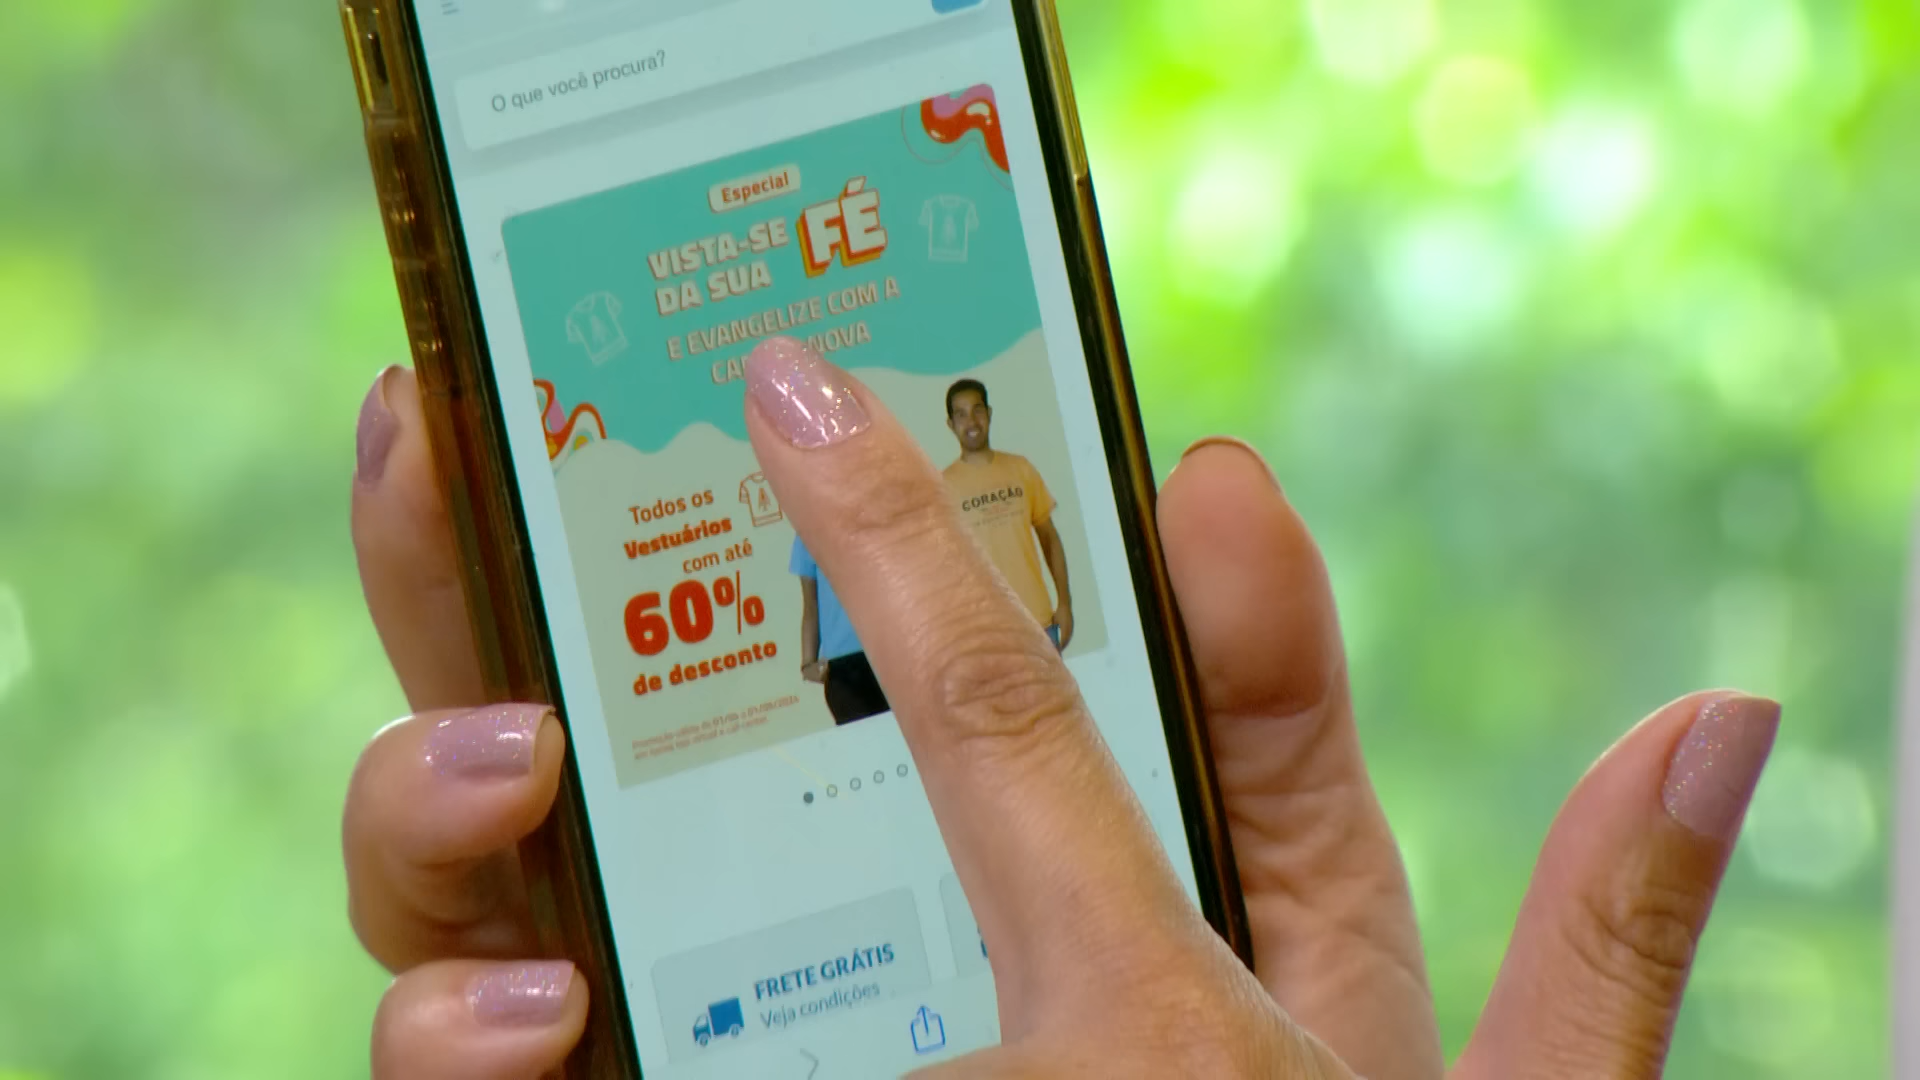 O que você procura?
Especial
VISTA-SE
DA SUA FÉ
E EVANGELIZE COM A
NOVA
Todos os
Vestuários
com até
60%
de desconto
CORAÇÃO
FRETE GRÁTIS
Veja condições